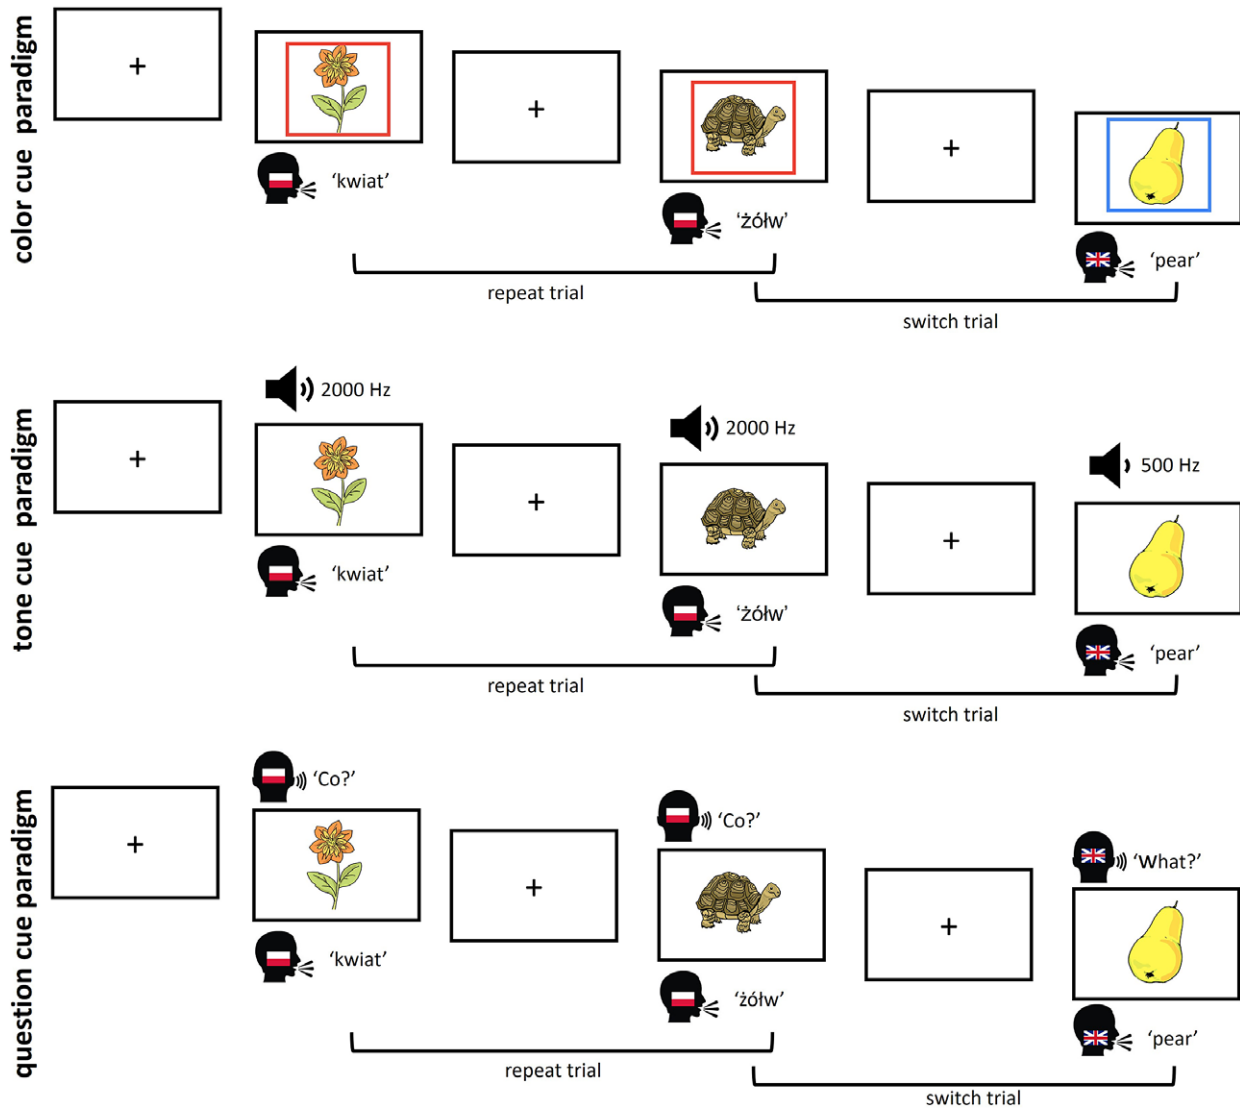 color cue paradigm
+
+
+
‘kwiat’
‘żółw’
‘pear’
repeat trial
switch trial
tone cue paradigm
2000 Hz
2000 Hz
500 Hz
+
+
+
‘kwiat’
‘żółw’
‘pear’
repeat trial
switch trial
question cue paradigm
‘Co?’
‘Co?’
‘What?’
+
+
+
‘kwiat’
‘żółw’
‘pear’
repeat trial
switch trial